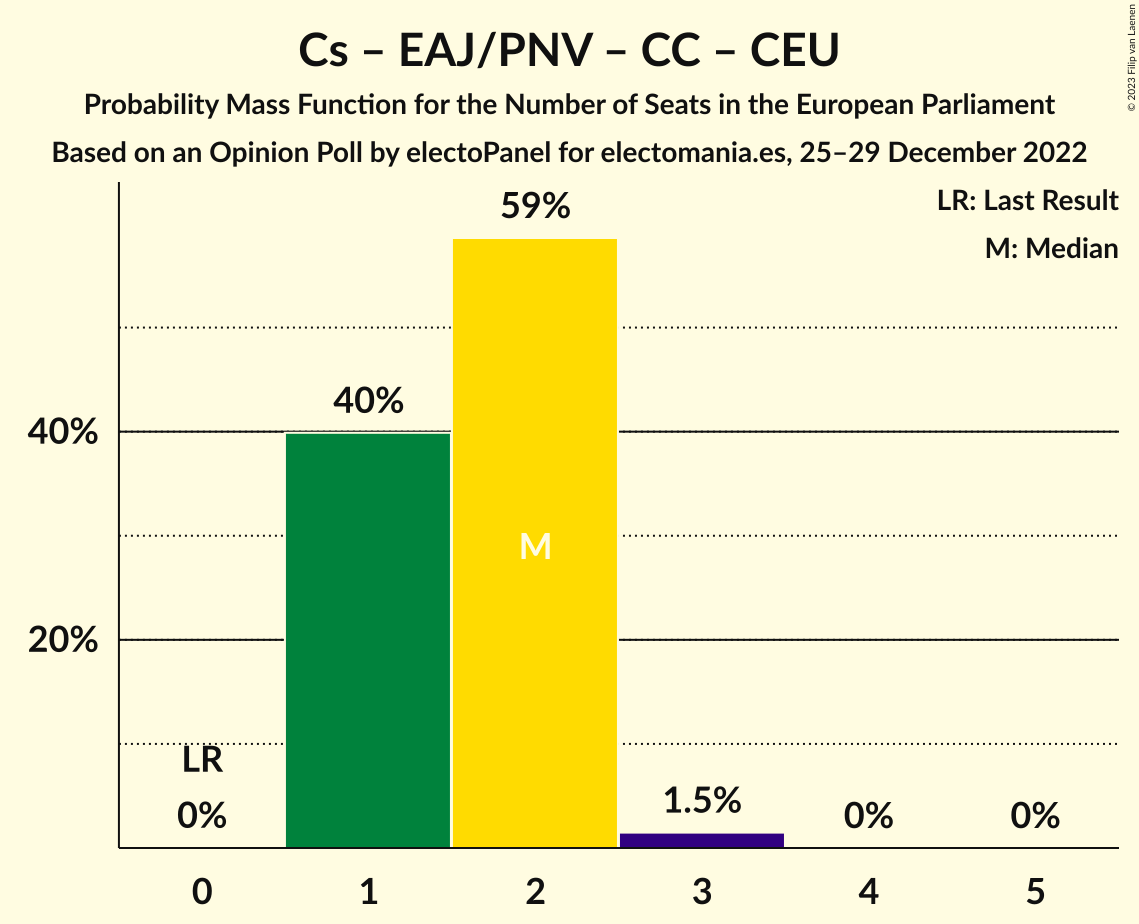 Cs – EAJ/PNV – CC – CEU
Probability Mass Function for the Number of Seats in the European Parliament
Based on an Opinion Poll by electoPanel for electomania.es, 25–29 December 2022
© 2023 Filip van Laenen
LR: Last Result
M: Median
59%
40%
40%
M
20%
LR
0%
1.5%
0%
0%
0
1
2
3
4
5